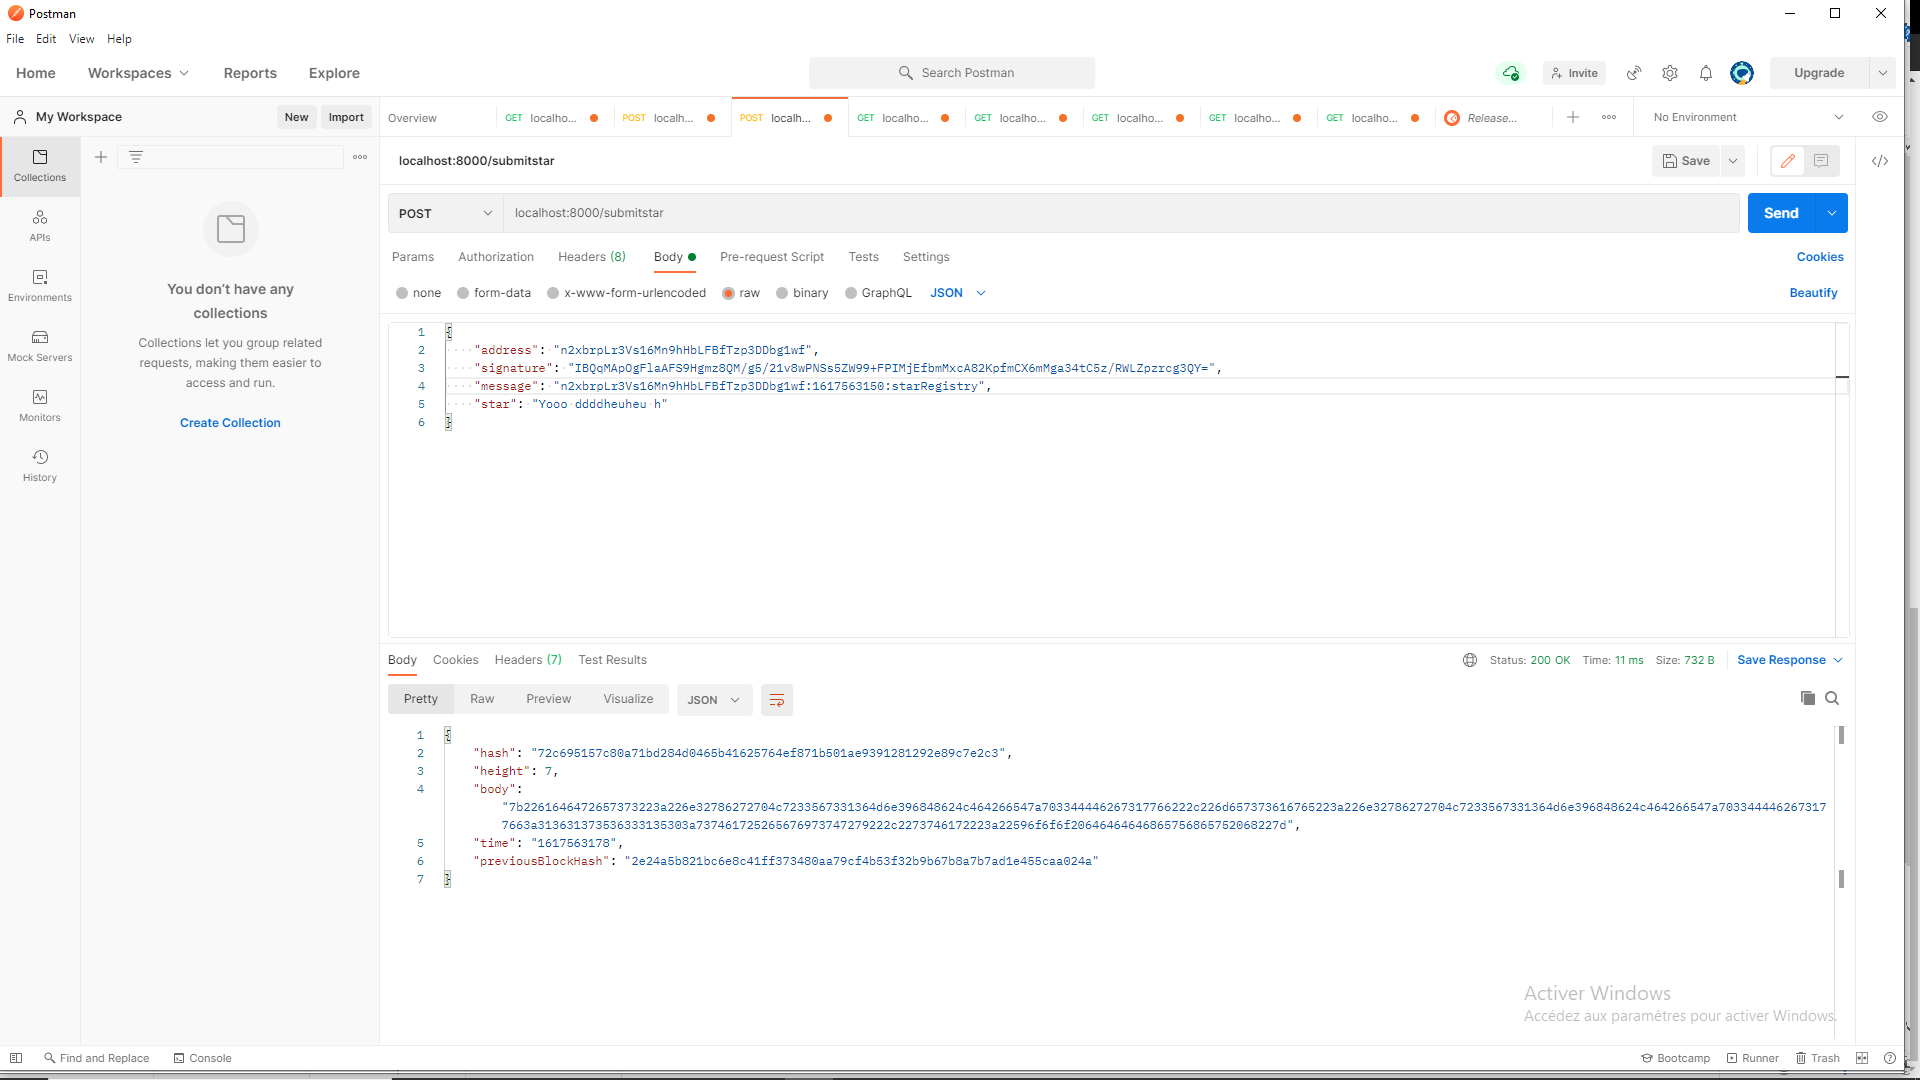 Postman
File Edit View Help
Home Workspaces Reports Explore
Search Postman
Invite
Upgrade
My Workspace
New Import
Overview
GET localho...
POST localh...
POST localh...
GET localho...
GET localho...
GET localho...
GET localho...
GET localho...
Release...
No Environment
Collections
APIs
Environments
Mock Servers
Monitors
History
You don't have any
collections
Collections let you group related
requests, making them easier to
access and run.
Create Collection
localhost:8000/submitstar
Save
POST localhost:8000/submitstar
Send
Params Authorization Headers (8) Body Pre-request Script Tests Settings
Cookies
none form-data x-www-form-urlencoded raw binary GraphQL JSON
Beautify
1 {
2 "address": "n2xbrpLr3Vs16Mn9hHbLFBfTzp3DDbg1wf",
3 "signature": "IBQqMApOgFlaAFS9Hgmz8QM/g5/21v8wPNSs5ZW99+FPIMjEfbmMxcA82KpfmCX6mMga34tC5z/RWLZpzrcg3QY=",
4 "message": "n2xbrpLr3Vs16Mn9hHbLFBfTzp3DDbg1wf:1617563150:starRegistry",
5 "star": "Yooo ddddheuheu h"
6 }
Body Cookies Headers (7) Test Results
Status: 200 OK Time: 11 ms Size: 732 B Save Response
Pretty Raw Preview Visualize JSON
1 {
2 "hash": "72c695157c80a71bd284d0465b41625764ef871b501ae9391281292e89c7e2c3",
3 "height": 7,
4 "body":
"7b2261646472657373223a226e32786272704c7233567331364d6e396848624c464266547a703344446267317766222c226d657373616765223a226e32786272704c7233567331364d6e396848624c464266547a703344446267317
7663a313631373536333135303a737461725265676973747279222c2273746172223a22596f6f6f2064646464686575686575206822​7d",
5 "time": "1617563178",
6 "previousBlockHash": "2e24a5b821bc6e8c41ff373480aa79cf4b53f32b9b67b8a7b7ad1e455caa024a"
7 }
Activer Windows
Accédez aux paramètres pour activer Windows.
Find and Replace Console
Bootcamp Runner Trash